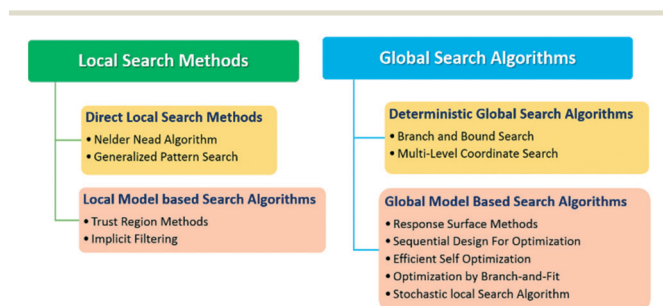 Local Search Methods
Direct Local Search Methods
• Nelder Nead Algorithm
• Generalized Pattern Search
Local Model based Search Algorithms
• Trust Region Methods
• Implicit Filtering
Global Search Algorithms
Deterministic Global Search Algorithms
• Branch and Bound Search
• Multi-Level Coordinate Search
Global Model Based Search Algorithms
• Response Surface Methods
• Sequential Design For Optimization
• Efficient Self Optimization
• Optimization by Branch-and-Fit
• Stochastic local Search Algorithm